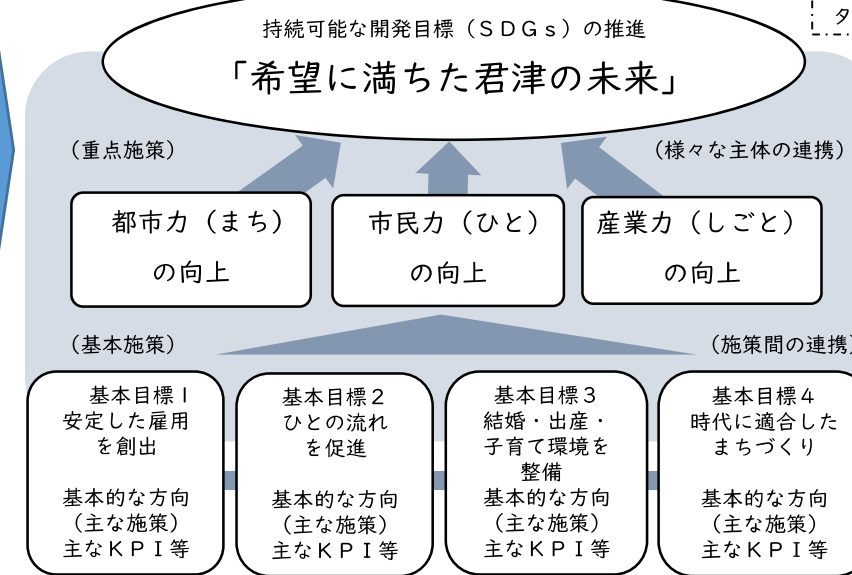 タ
持続可能な開発目標（ＳＤＧｓ）の推進
「希望に満ちた君津の未来」
（重点施策）
（様々な主体の連携）
都市力（まち）
の向上
市民力（ひと）
の向上
産業力（しごと）
の向上
（基本施策）
（施策間の連携）
基本目標１
安定した雇用
を創出
基本的な方向
（主な施策）
主なＫＰＩ等
基本目標２
ひとの流れ
を促進
基本的な方向
（主な施策）
主なＫＰＩ等
基本目標３
結婚・出産・
子育て環境を
整備
基本的な方向
（主な施策）
主なＫＰＩ等
基本目標４
時代に適合した
まちづくり
基本的な方向
（主な施策）
主なＫＰＩ等